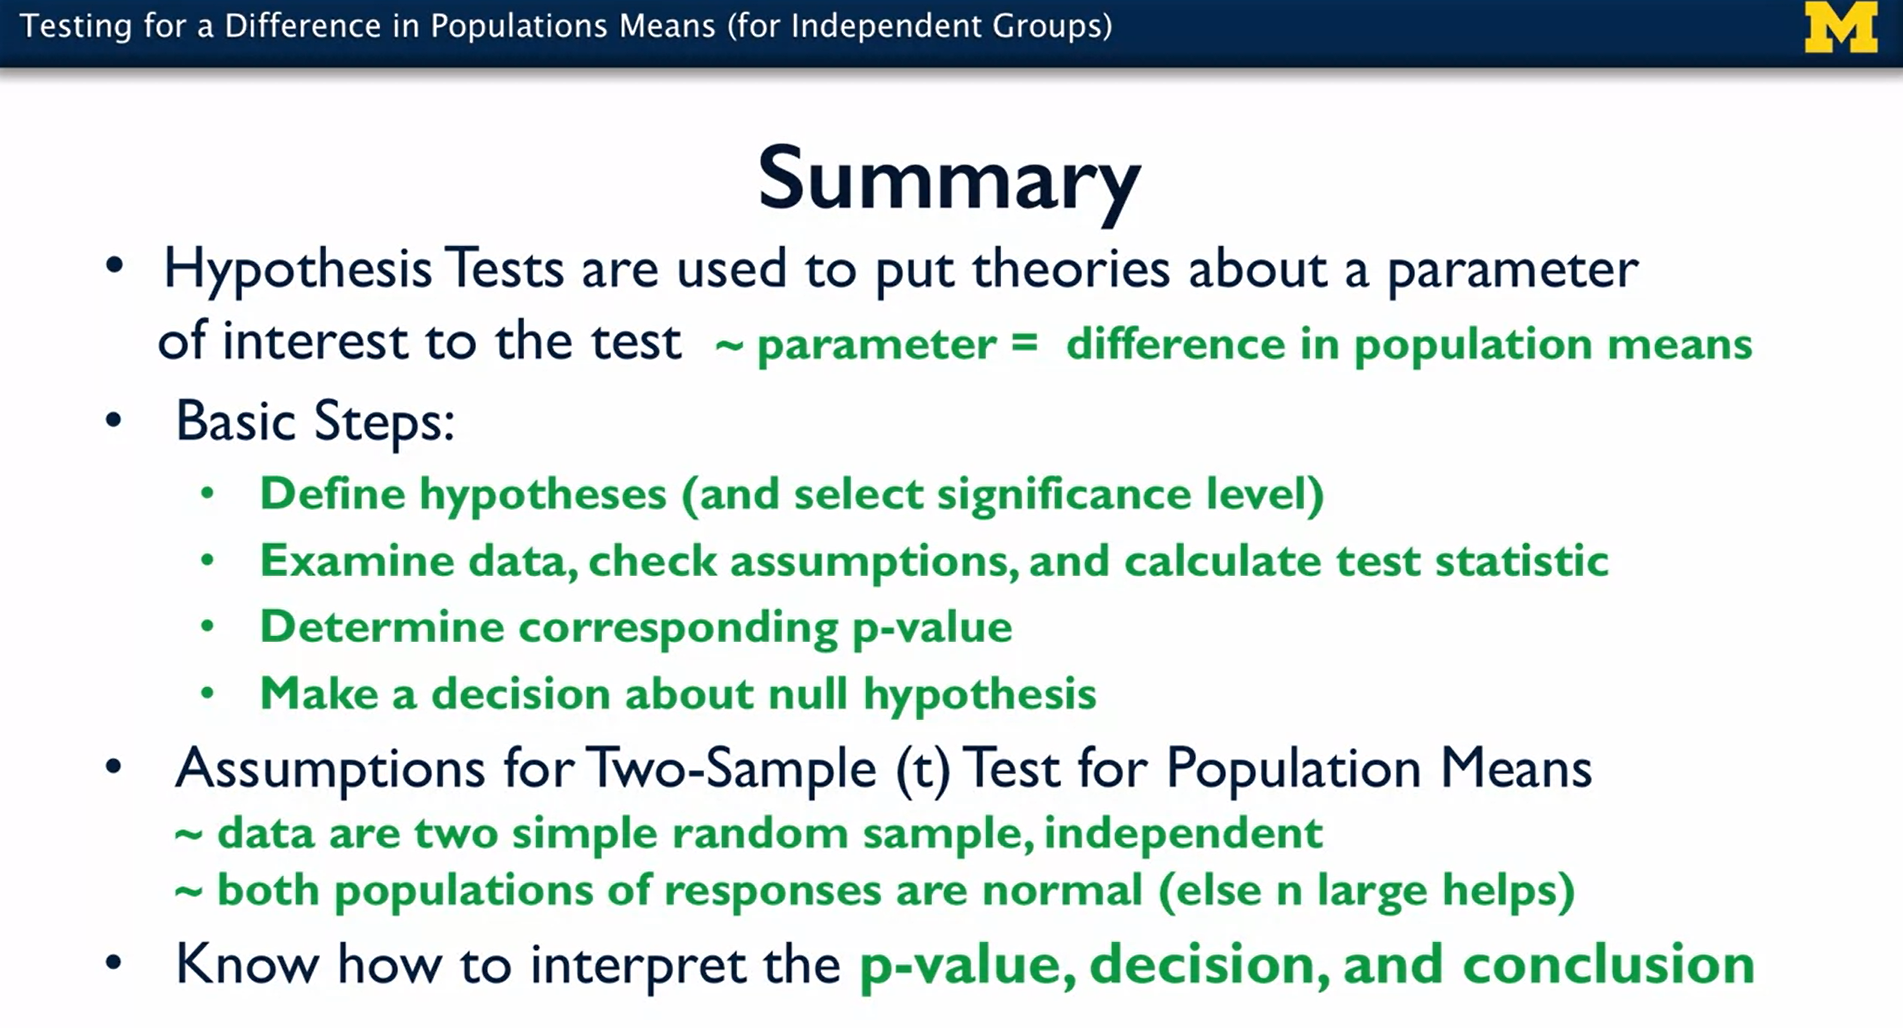 Testing for a Difference in Populations Means (for Independent Groups)
M
Summary
• Hypothesis Tests are used to put theories about a parameter
of interest to the test ~ parameter = difference in population means
• Basic Steps:
• Define hypotheses (and select significance level)
• Examine data, check assumptions, and calculate test statistic
• Determine corresponding p-value
• Make a decision about null hypothesis
• Assumptions for Two-Sample (t) Test for Population Means
~ data are two simple random sample, independent
~ both populations of responses are normal (else n large helps)
• Know how to interpret the p-value, decision, and conclusion